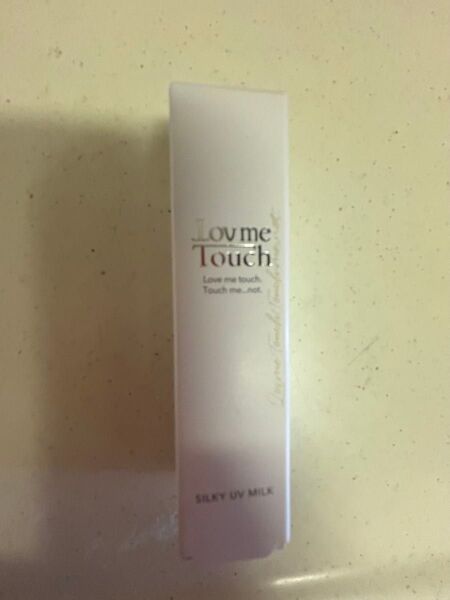 Lov me
Touch
Love me touch.
Touch me...not.
SILKY UV MILK